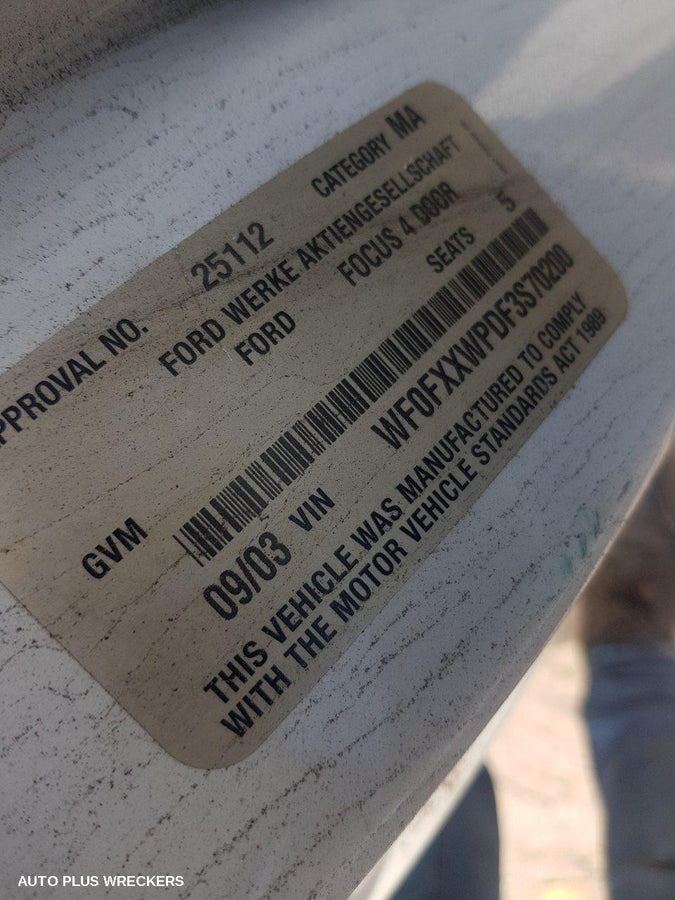 APPROVAL NO. 25112 CATEGORY MA
FORD WERKE AKTIENGESELLSCHAFT
FORD FOCUS 4 DOOR
SEATS 5
GVM
09/03 VIN WF0FXXWPDF3S70200
THIS VEHICLE WAS MANUFACTURED TO COMPLY
WITH THE MOTOR VEHICLE STANDARDS ACT 1989
AUTO PLUS WRECKERS